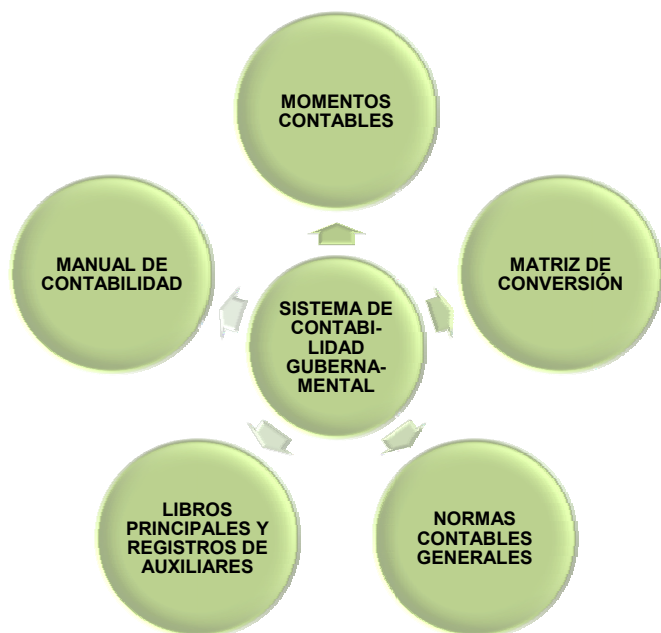 MOMENTOS
CONTABLES
MANUAL DE
CONTABILIDAD
MATRIZ DE
CONVERSIÓN
SISTEMA DE
CONTABI-
LIDAD
GUBERNA-
MENTAL
LIBROS
PRINCIPALES Y
REGISTROS DE
AUXILIARES
NORMAS
CONTABLES
GENERALES